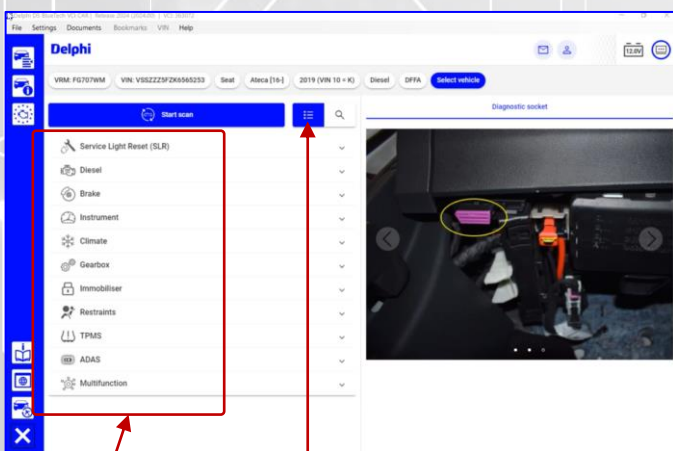 Delphi DS BlueTech VCI CAR | Release 2024 (2024.00) | VCI: 363072
File Settings Documents Bookmarks VIN Help
Delphi
12.0V
VRM: FG707WM VIN: VSSZZZ5FZK6565253 Seat Ateca [16-] 2019 (VIN 10 = K) Diesel DFFA Select vehicle
Start scan
Diagnostic socket
Service Light Reset (SLR)
Diesel
Brake
Instrument
Climate
Gearbox
Immobiliser
Restraints
TPMS
ADAS
Multifunction